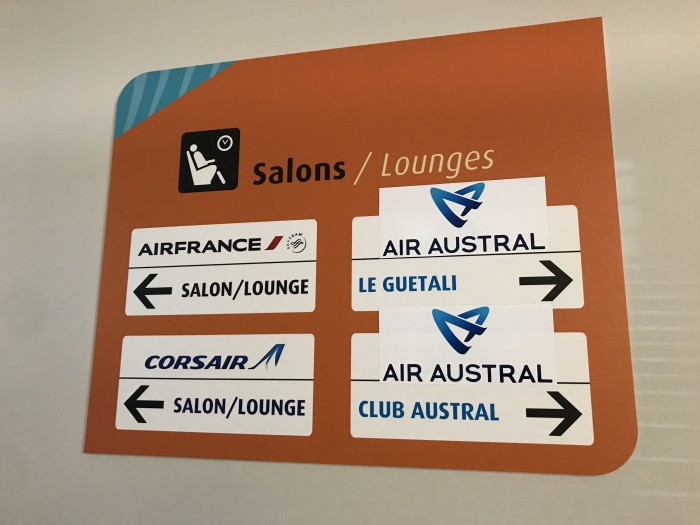 Salons / Lounges
AIRFRANCE
SALON/LOUNGE
AIR AUSTRAL
LE GUETALI
CORSAIR
SALON/LOUNGE
AIR AUSTRAL
CLUB AUSTRAL